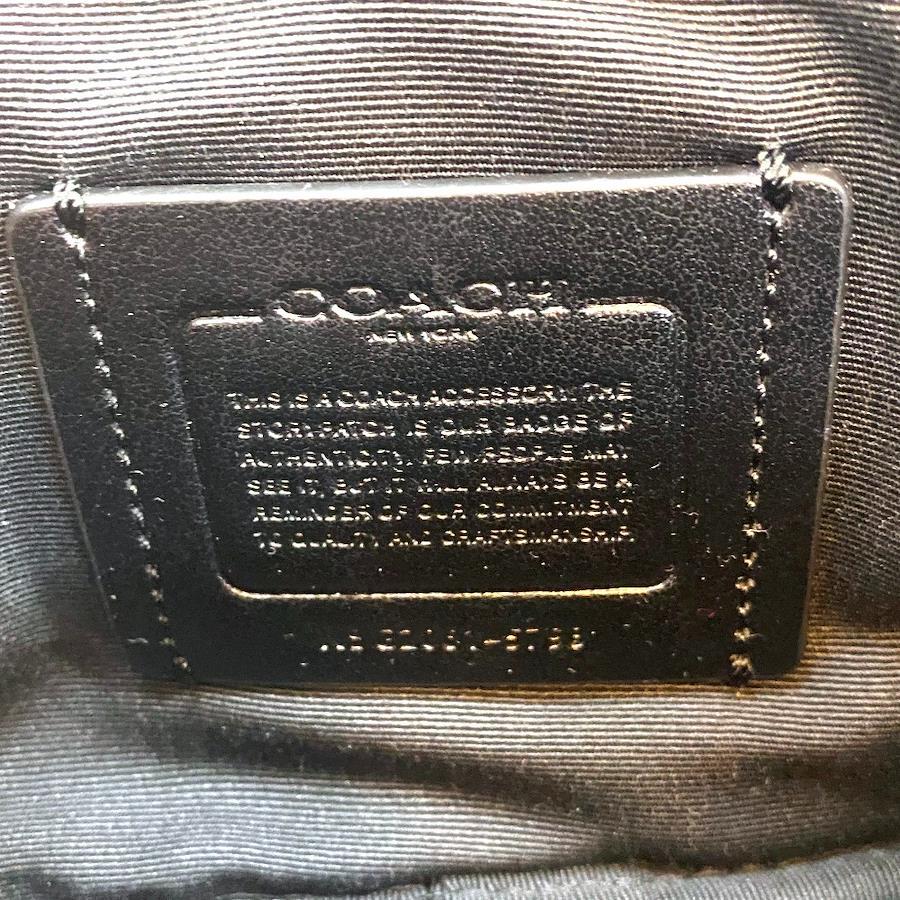 COACH
NEW YORK
THIS IS A COACH ACCESSORY. THE
STORYPATCH IS OUR BADGE OF
AUTHENTICITY. FEW PEOPLE MAY
SEE IT, BUT IT WILL ALWAYS BE A
REMINDER OF OUR COMMITMENT
TO QUALITY AND CRAFTSMANSHIP.